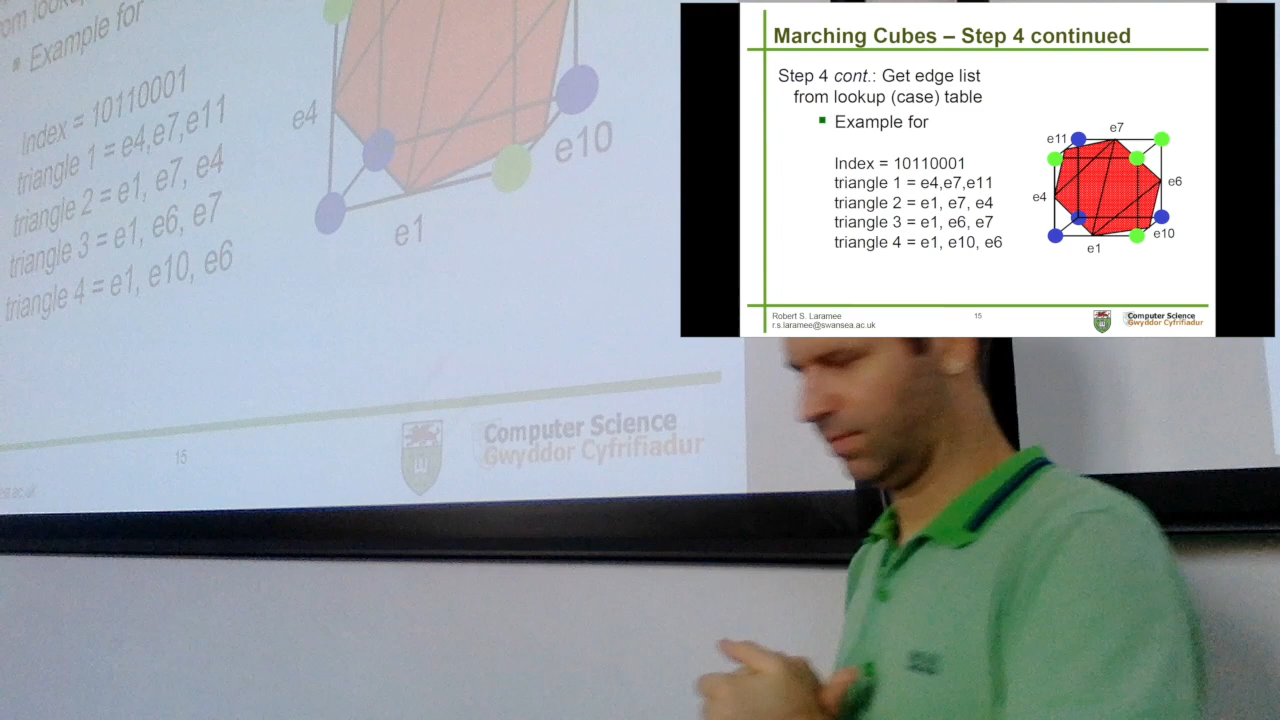 Example for
Index = 10110001
triangle 1 = e4,e7,e11
triangle 2 = e1, e7, e4
triangle 3 = e1, e6, e7
triangle 4 = e1, e10, e6
e4
e10
e1
15
Computer Science
Gwyddor Cyfrifiadur
Marching Cubes – Step 4 continued
Step 4 cont.: Get edge list
from lookup (case) table
Example for
Index = 10110001
triangle 1 = e4,e7,e11
triangle 2 = e1, e7, e4
triangle 3 = e1, e6, e7
triangle 4 = e1, e10, e6
e7
e11
e6
e4
e10
e1
Robert S. Laramee
r.s.laramee@swansea.ac.uk
15
Computer Science
Gwyddor Cyfrifiadur